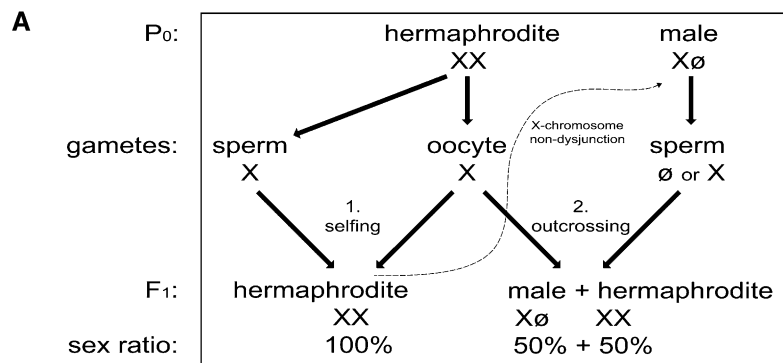 A
P₀: hermaphrodite male
XX Xø
X-chromosome
non-dysjunction
gametes: sperm oocyte sperm
X X ø or X
1. 2.
selfing outcrossing
F₁: hermaphrodite male + hermaphrodite
XX Xø XX
sex ratio: 100% 50% + 50%